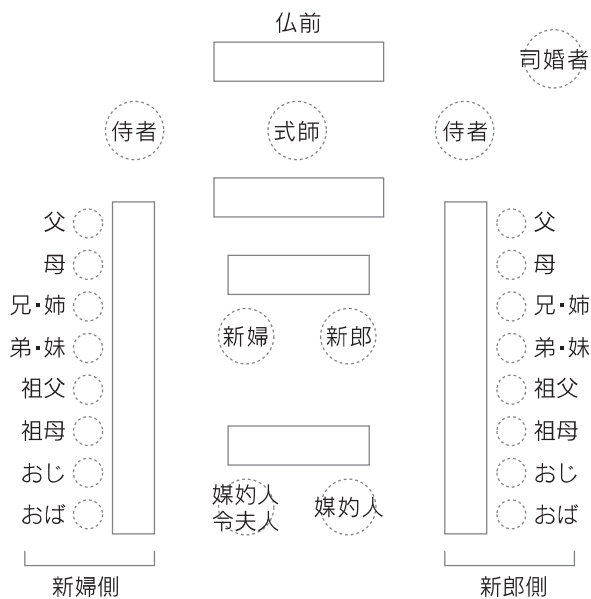 仏前
司婚者
侍者
式師
侍者
父
母
兄・姉
弟・妹
祖父
祖母
おじ
おば
新婦側
新婦
新郎
媒妁人
令夫人
媒妁人
父
母
兄・姉
弟・妹
祖父
祖母
おじ
おば
新郎側